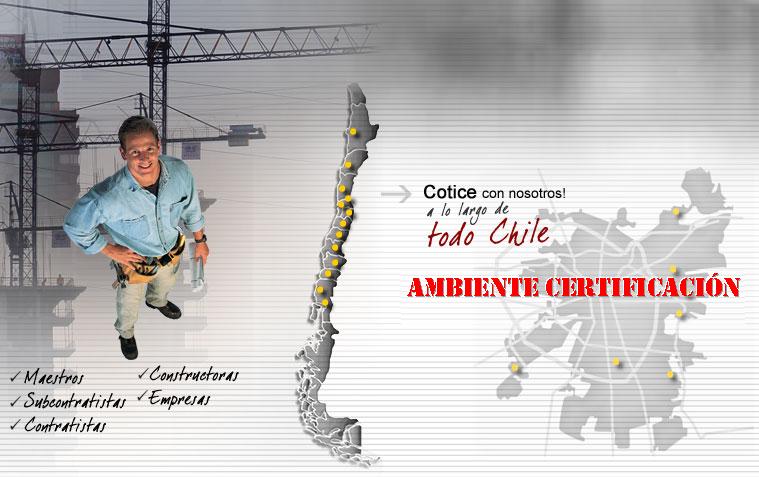 Cotice con nosotros!
a lo largo de
todo Chile
AMBIENTE CERTIFICACIÓN
✓ Maestros
✓ Subcontratistas
✓ Contratistas
✓ Constructoras
✓ Empresas